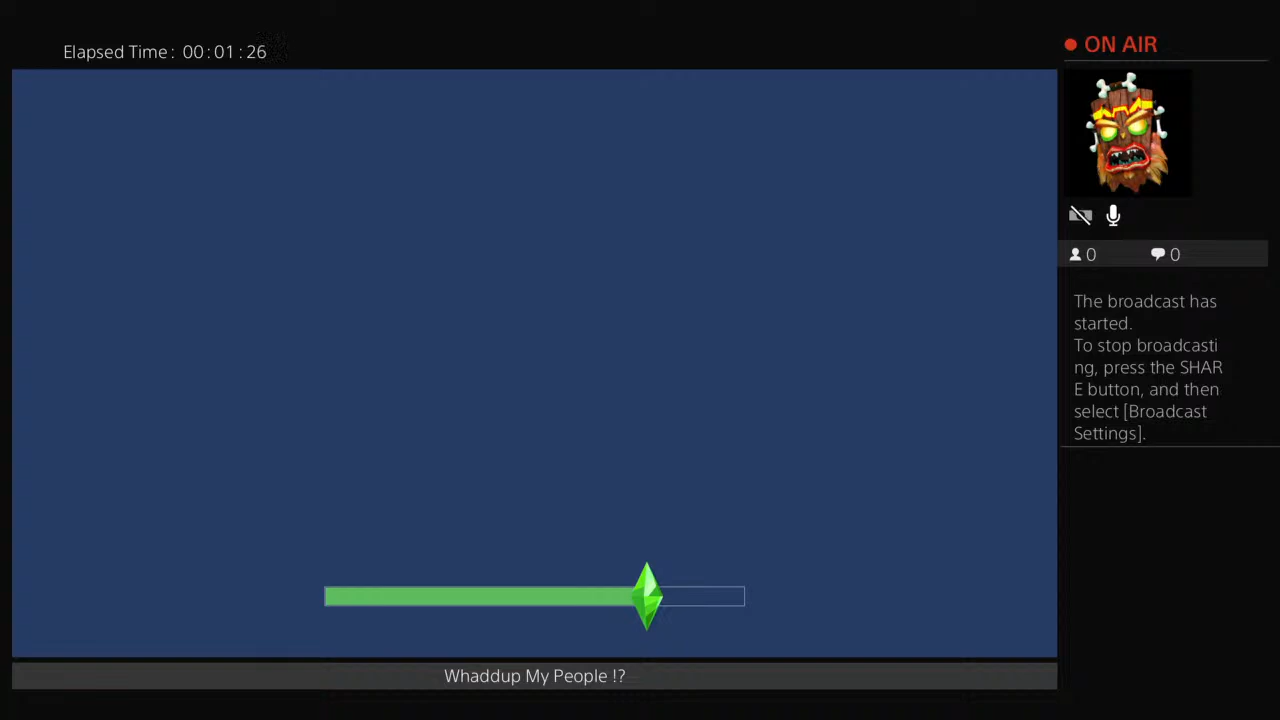 Elapsed Time: 00:01:26
ON AIR
0
0
The broadcast has
started.
To stop broadcasti
ng, press the SHAR
E button, and then
select [Broadcast
Settings].
Whaddup My People !?